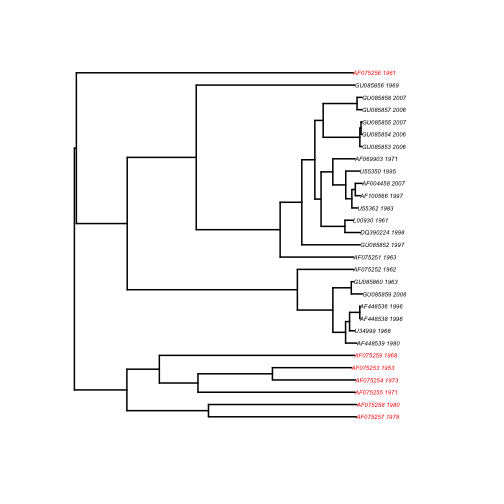 AF075256 1961
GU085856 1969
GU085858 2007
GU085857 2006
GU085855 2007
GU085854 2006
GU085853 2006
AF069903 1971
U55350 1995
AF004458 2007
AF100566 1997
U55362 1983
L00930 1961
DQ390224 1998
GU085852 1997
AF075251 1963
AF075252 1962
GU085860 1963
GU085859 2008
AF448536 1996
AF448538 1996
U34999 1968
AF448539 1980
AF075259 1968
AF075253 1953
AF075254 1973
AF075255 1971
AF075258 1980
AF075257 1978